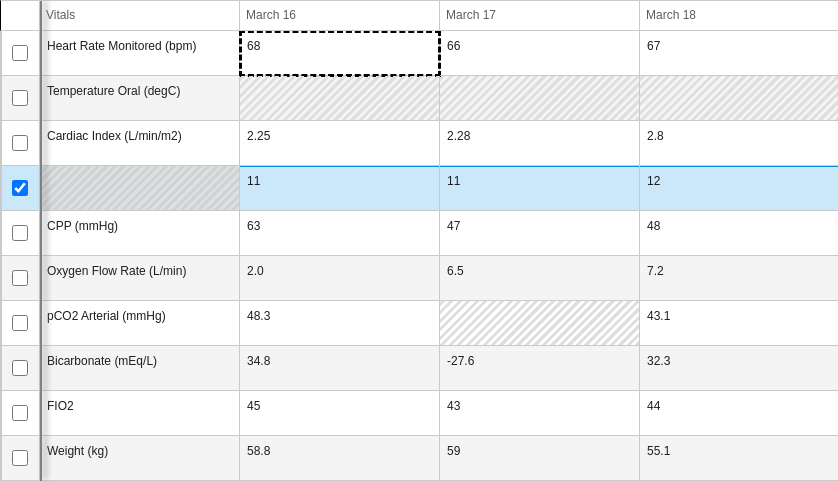 Vitals March 16 March 17 March 18
Heart Rate Monitored (bpm) 68 66 67
Temperature Oral (degC)
Cardiac Index (L/min/m2) 2.25 2.28 2.8
11 11 12
CPP (mmHg) 63 47 48
Oxygen Flow Rate (L/min) 2.0 6.5 7.2
pCO2 Arterial (mmHg) 48.3 43.1
Bicarbonate (mEq/L) 34.8 -27.6 32.3
FIO2 45 43 44
Weight (kg) 58.8 59 55.1